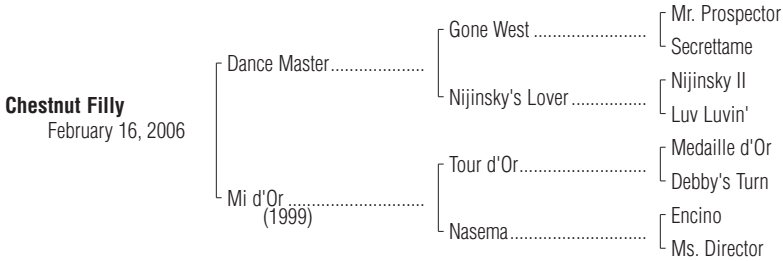 Mr. Prospector
Gone West
Secrettame
Dance Master
Nijinsky II
Nijinsky's Lover
Luv Luvin'
Chestnut Filly
February 16, 2006
Medaille d'Or
Tour d'Or
Debby's Turn
Mi d'Or
(1999)
Encino
Nasema
Ms. Director